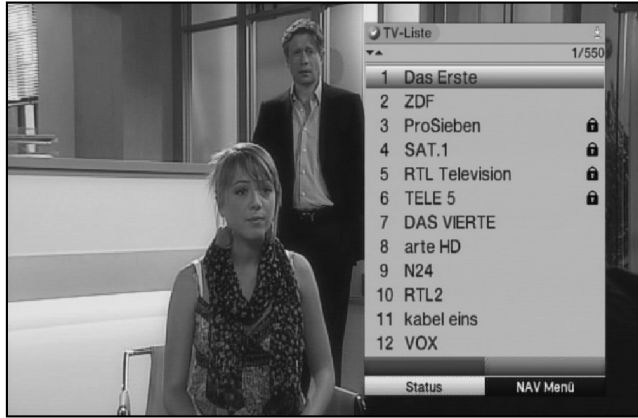 TV-Liste
1/550
1 Das Erste
2 ZDF
3 ProSieben
4 SAT.1
5 RTL Television
6 TELE 5
7 DAS VIERTE
8 arte HD
9 N24
10 RTL2
11 kabel eins
12 VOX
Status NAV Menü